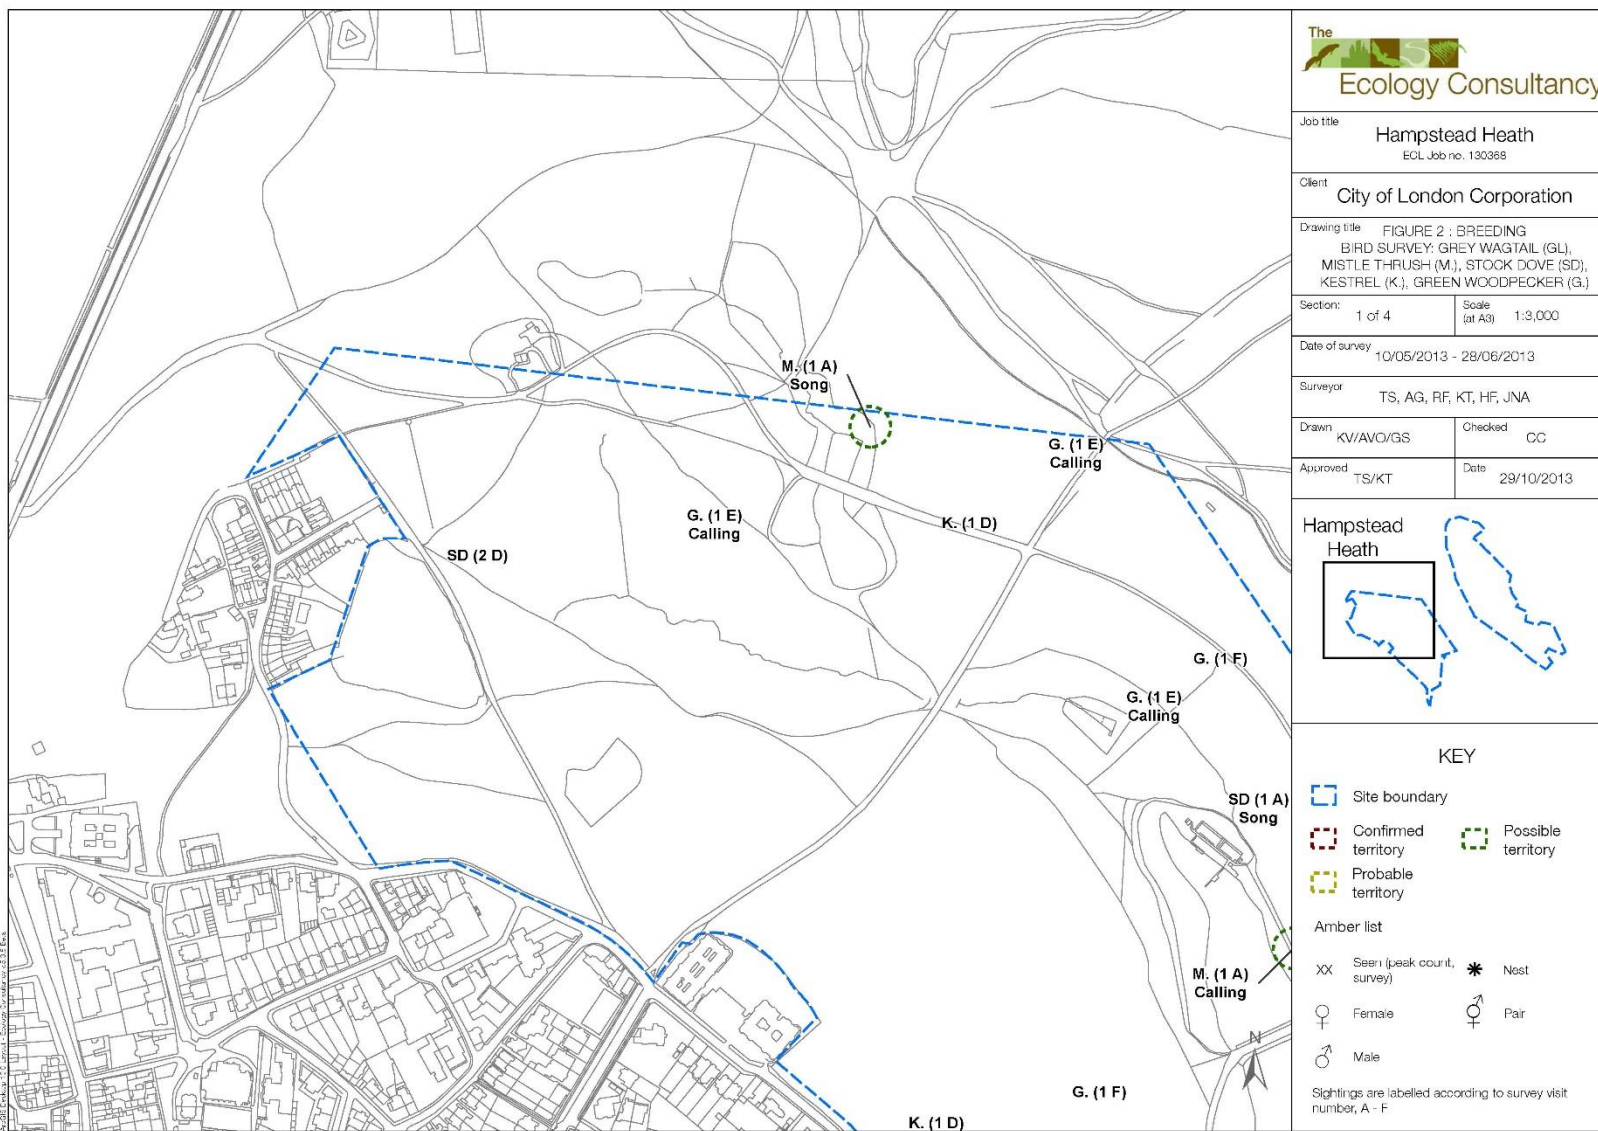 M. (1 A)
Song
G. (1 E)
Calling
G. (1 E)
Calling
K. (1 D)
SD (2 D)
G. (1 F)
G. (1 E)
Calling
SD (1 A)
Song
M. (1 A)
Calling
G. (1 F)
K. (1 D)
N
The
Ecology Consultancy
Job title
Hampstead Heath
ECL Job no. 130368
Client
City of London Corporation
Drawing title
FIGURE 2 : BREEDING
BIRD SURVEY: GREY WAGTAIL (GL),
MISTLE THRUSH (M.), STOCK DOVE (SD),
KESTREL (K.), GREEN WOODPECKER (G.)
Section:
1 of 4
Scale
(at A3)
1:3,000
Date of survey
10/05/2013 - 28/06/2013
Surveyor
TS, AG, RF, KT, HF, JNA
Drawn
KV/AVO/GS
Checked
CC
Approved
TS/KT
Date
29/10/2013
Hampstead
Heath
KEY
Site boundary
Confirmed
territory
Possible
territory
Probable
territory
Amber list
XX
Seen (peak count,
survey)
Nest
Female
Pair
Male
Sightings are labelled according to survey visit
number, A - F